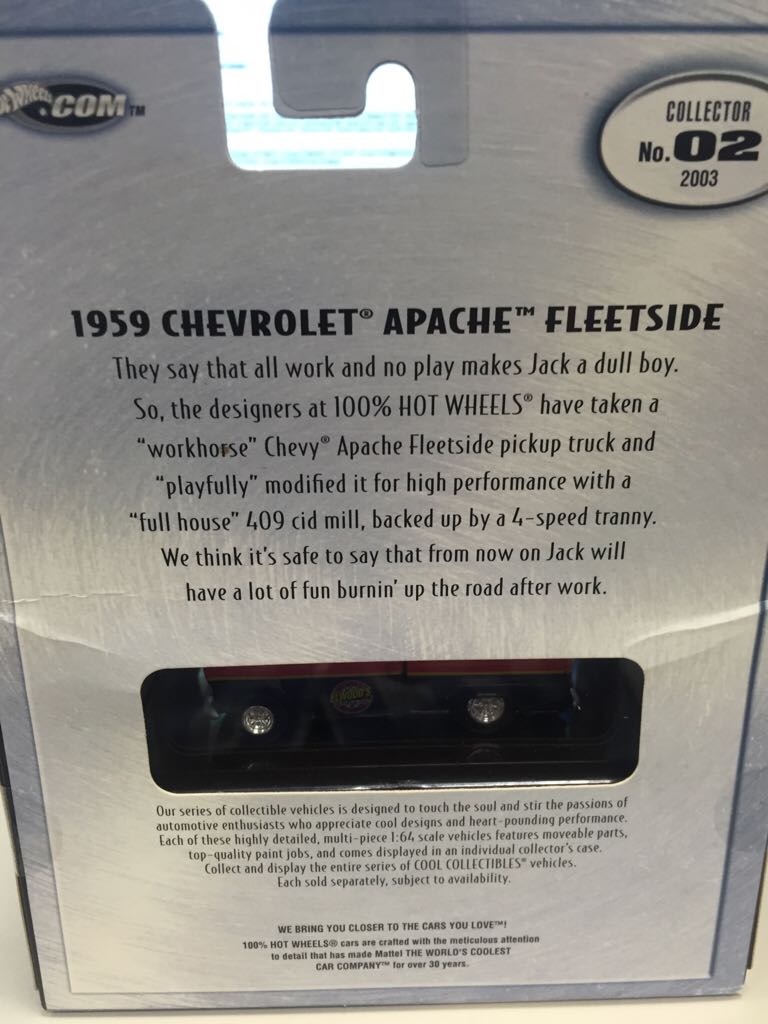 .COM™
COLLECTOR
No. 02
2003
1959 CHEVROLET® APACHE™ FLEETSIDE
They say that all work and no play makes Jack a dull boy.
So, the designers at 100% HOT WHEELS® have taken a
“workhorse” Chevy® Apache Fleetside pickup truck and
“playfully” modified it for high performance with a
“full house” 409 cid mill, backed up by a 4-speed tranny.
We think it’s safe to say that from now on Jack will
have a lot of fun burnin’ up the road after work.
Our series of collectible vehicles is designed to touch the soul and stir the passions of
automotive enthusiasts who appreciate cool designs and heart-pounding performance.
Each of these highly detailed, multi-piece 1:64 scale vehicles features moveable parts,
top-quality paint jobs, and comes displayed in an individual collector’s case.
Collect and display the entire series of COOL COLLECTIBLES® vehicles.
Each sold separately, subject to availability.
WE BRING YOU CLOSER TO THE CARS YOU LOVE™!
100% HOT WHEELS® cars are crafted with the meticulous attention
to detail that has made Mattel THE WORLD’S COOLEST
CAR COMPANY™ for over 30 years.